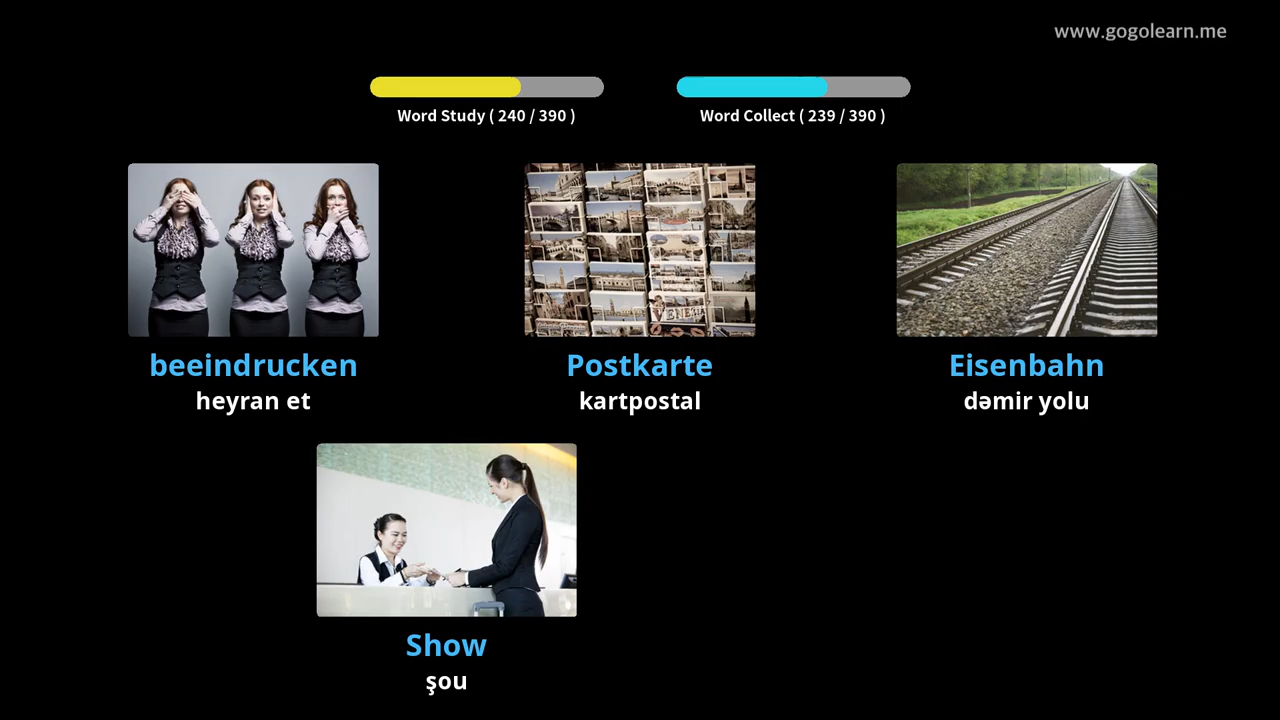 www.gogolearn.me
Word Study ( 240 / 390 )
Word Collect ( 239 / 390 )
VENEZ
beeindrucken
heyran et
Postkarte
kartpostal
Eisenbahn
dəmir yolu
Show
şou